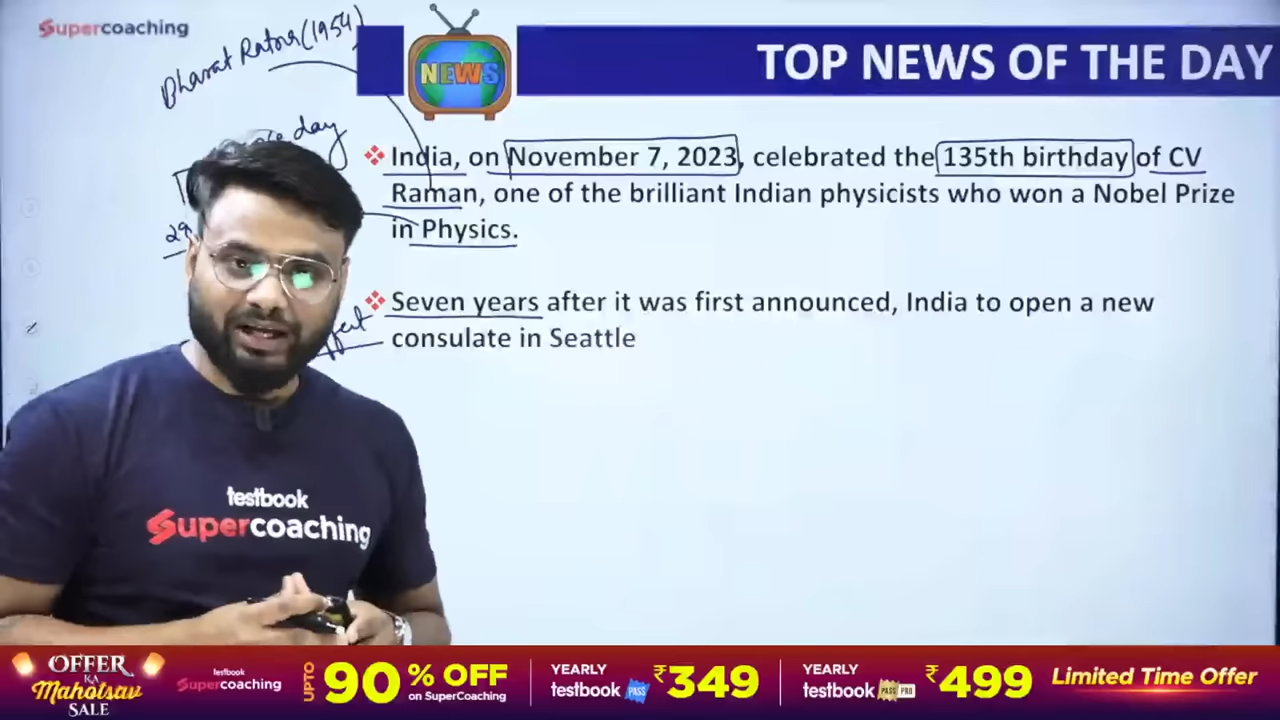 Supercoaching
Bharat Ratna (1954)
NEWS
TOP NEWS OF THE DAY
day
India, on November 7, 2023, celebrated the 135th birthday of CV
Raman, one of the brilliant Indian physicists who won a Nobel Prize
in Physics.
Seven years after it was first announced, India to open a new
consulate in Seattle
testbook
Supercoaching
OFFER
KA
Mahotsav
SALE
testbook
Supercoaching
UPTO 90% OFF
on SuperCoaching
YEARLY
testbook PASS
₹349
YEARLY
testbook PASS PRO
₹499
Limited Time Offer